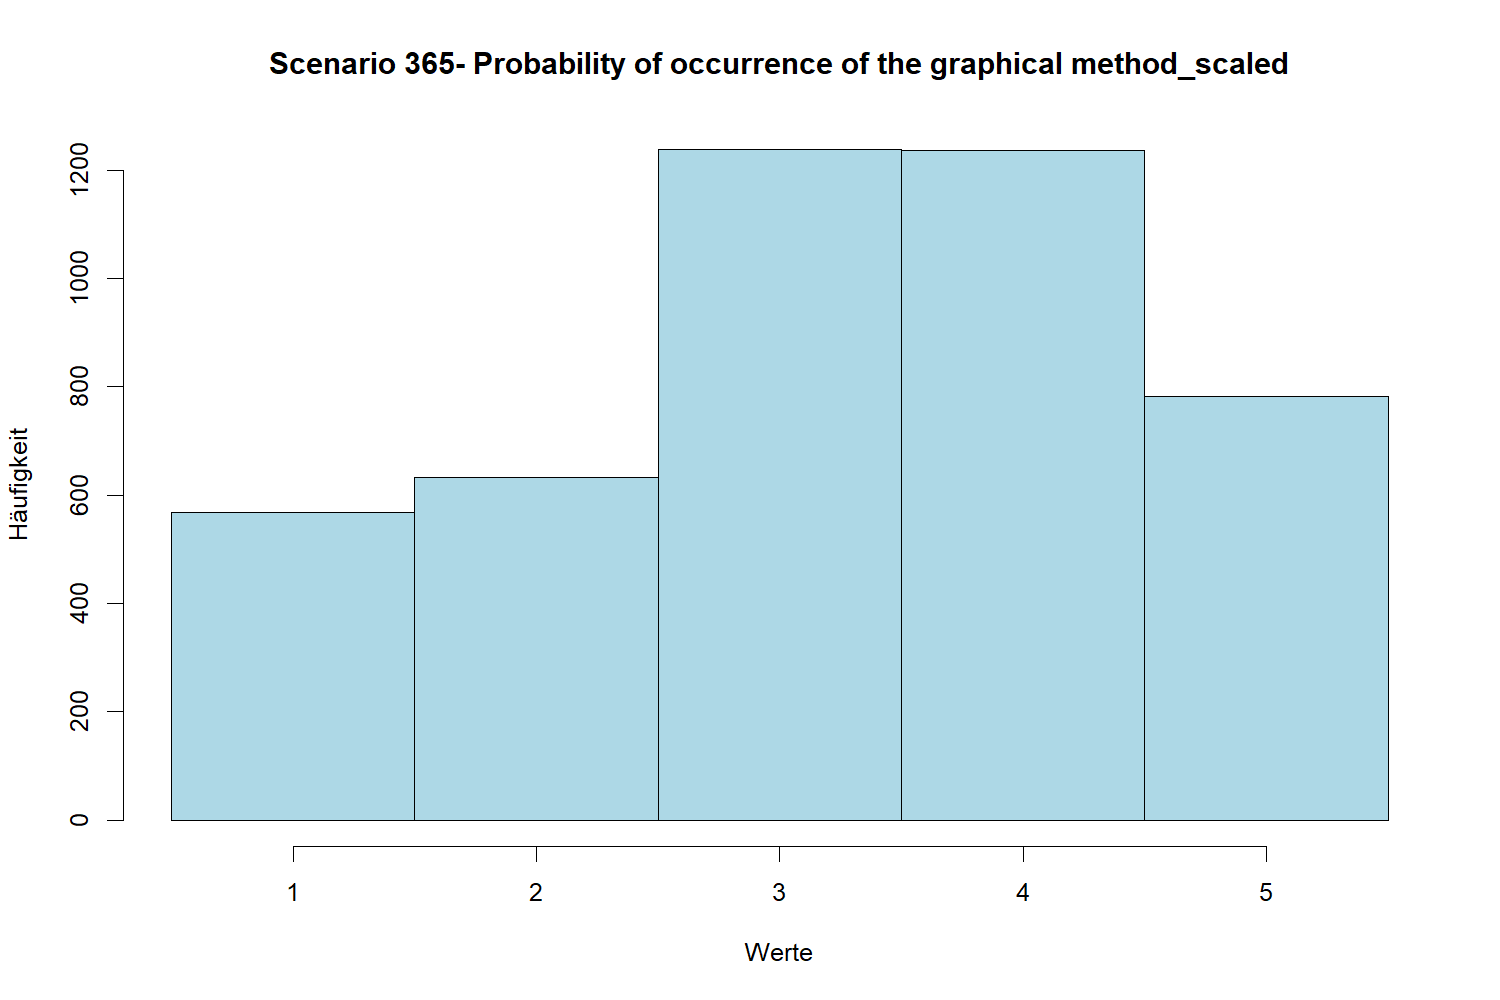 Scenario 365- Probability of occurrence of the graphical method_scaled
Häufigkeit
1200
1000
800
600
400
200
0
1 2 3 4 5
Werte